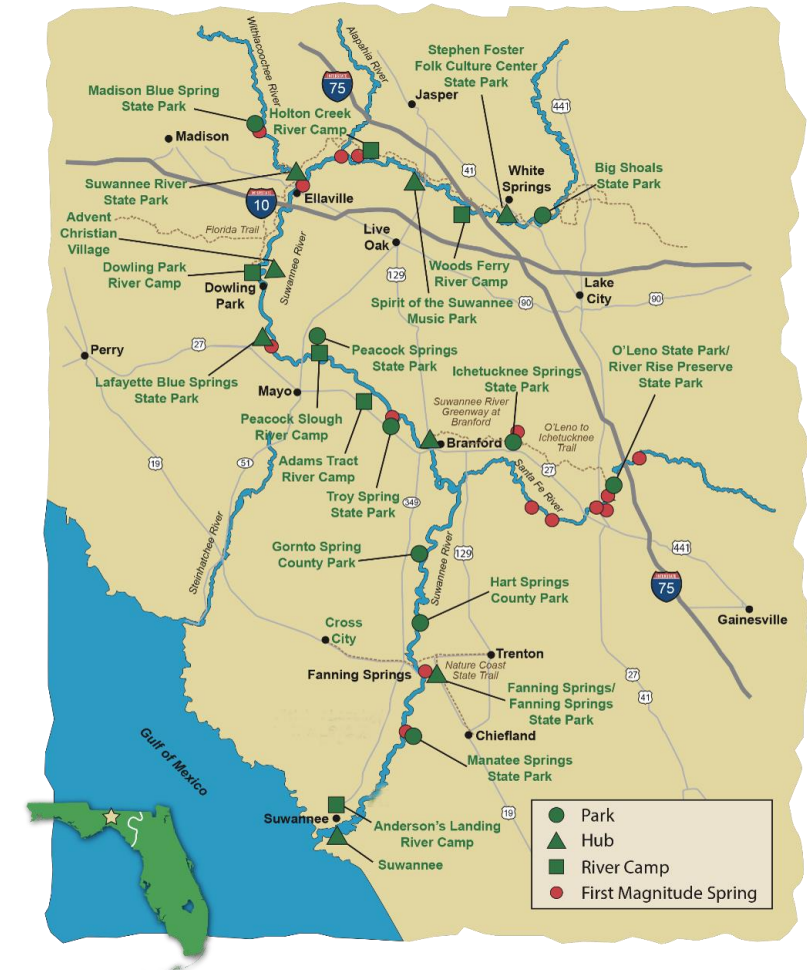 Withlacoochee River
Alapahia River
INTERSTATE
75
Stephen Foster
Folk Culture Center
State Park
Madison Blue Spring
State Park
Jasper
441
Holton Creek
River Camp
Madison
41
White
Springs
Big Shoals
State Park
Suwannee River
State Park
10
Ellaville
Advent
Christian
Village
Florida Trail
Live
Oak
Suwannee River
Dowling Park
River Camp
Woods Ferry
River Camp
Dowling
Park
129
Lake
City
90
90
Spirit of the Suwannee
Music Park
27
Perry
Peacock Springs
State Park
O'Leno State Park/
River Rise Preserve
State Park
Ichetucknee Springs
State Park
Lafayette Blue Springs
State Park
Mayo
Suwannee River
Greenway at
Branford
Peacock Slough
River Camp
O'Leno to
Ichetucknee
Trail
Branford
Adams Tract
River Camp
19
51
27
Santa Fe River
Troy Spring
State Park
349
Steinhatchee River
Suwannee River
Gornto Spring
County Park
129
441
75
Hart Springs
County Park
Gainesville
Cross
City
Trenton
Nature Coast
State Trail
Fanning Springs
27
41
Fanning Springs/
Fanning Springs
State Park
Gulf of Mexico
Chiefland
Manatee Springs
State Park
19
Suwannee
Anderson's Landing
River Camp
Suwannee
Park
Hub
River Camp
First Magnitude Spring